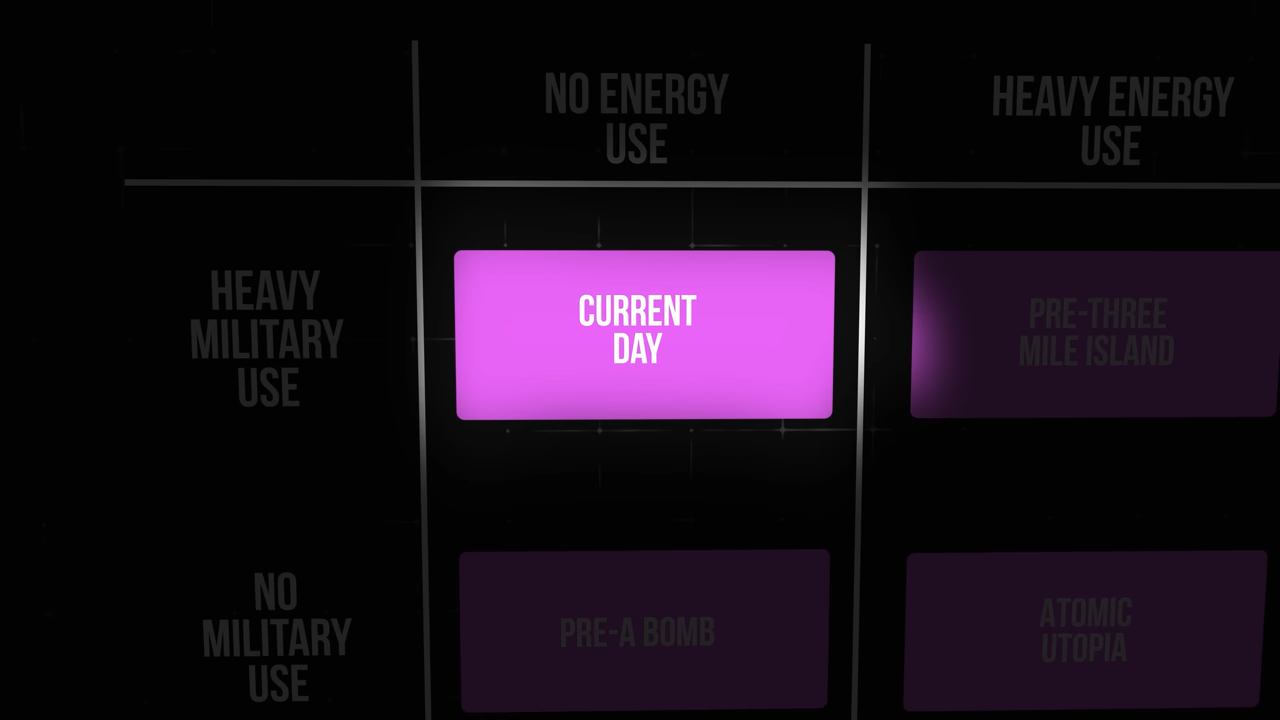 NO ENERGY
USE
HEAVY ENERGY
USE
HEAVY
MILITARY
USE
CURRENT
DAY
PRE-THREE
MILE ISLAND
NO
MILITARY
USE
PRE-A BOMB
ATOMIC
UTOPIA